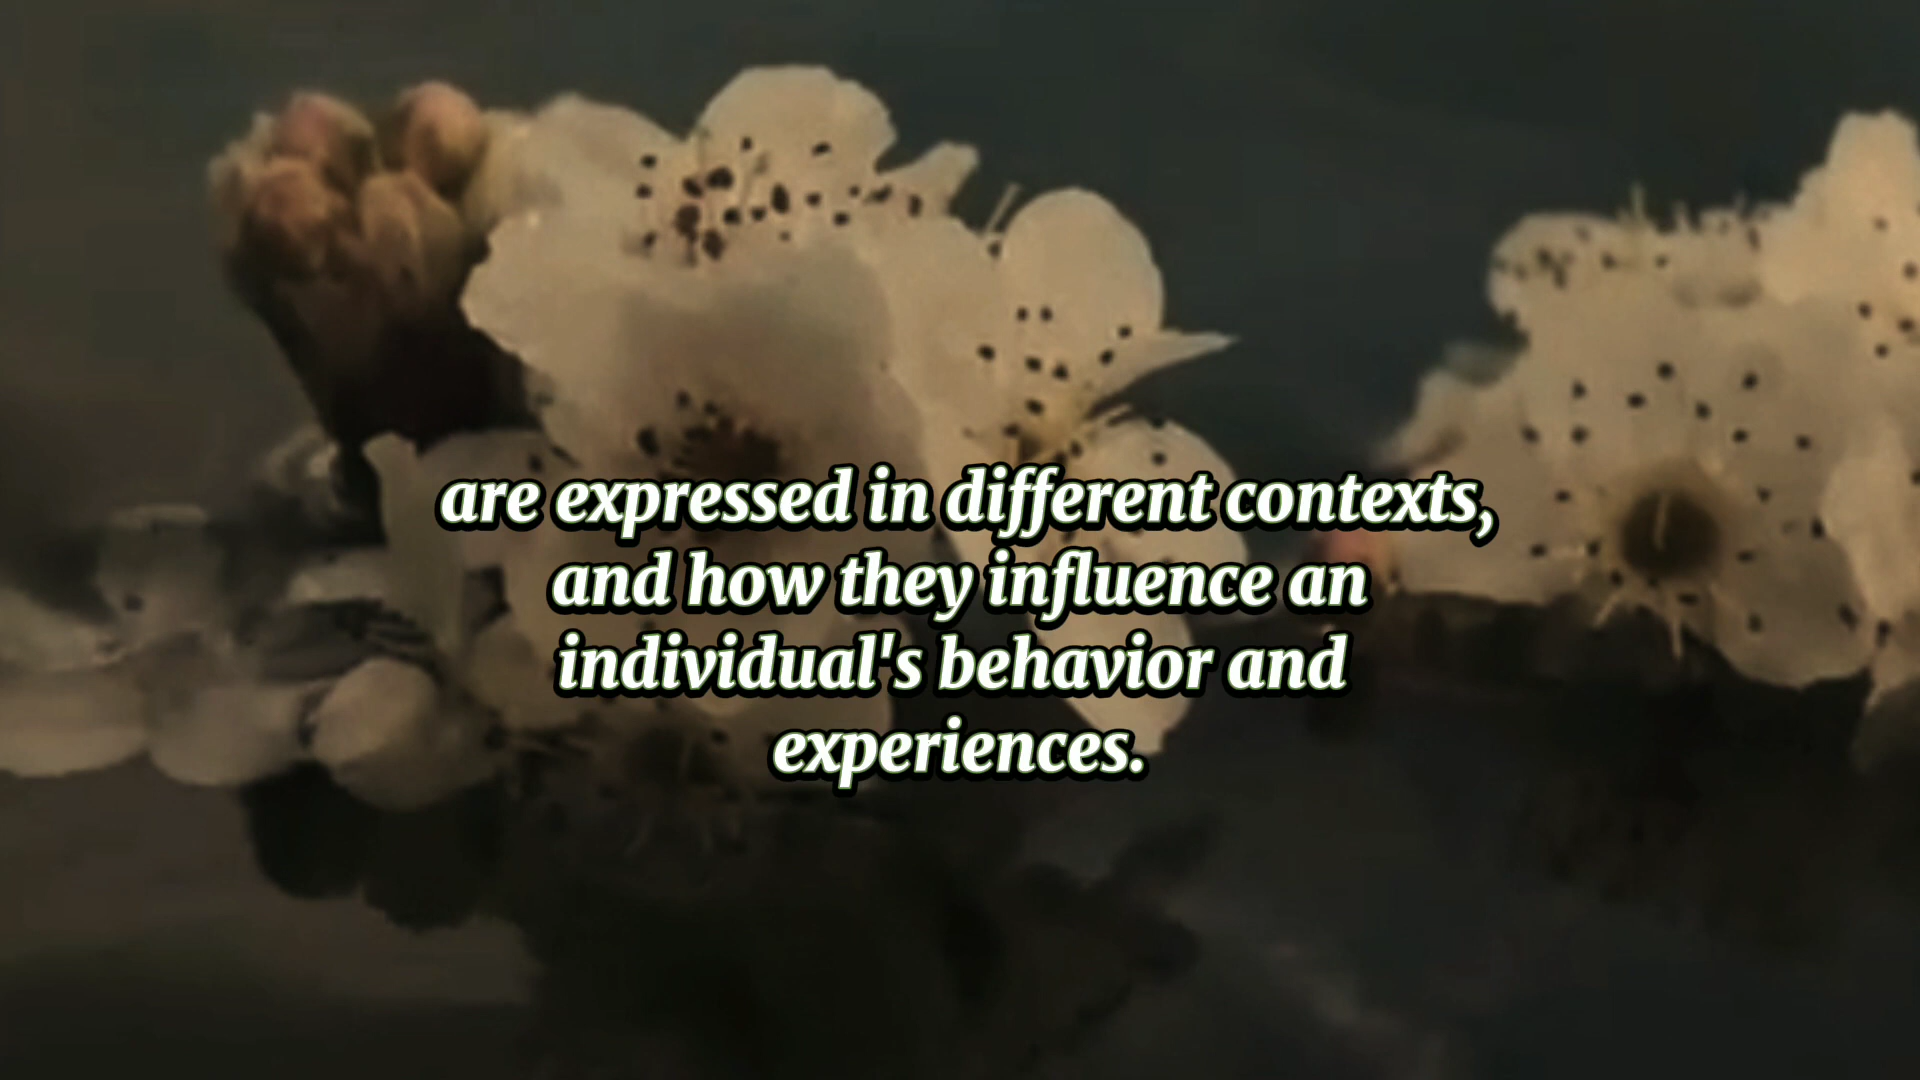 are expressed in different contexts,
and how they influence an
individual's behavior and
experiences.